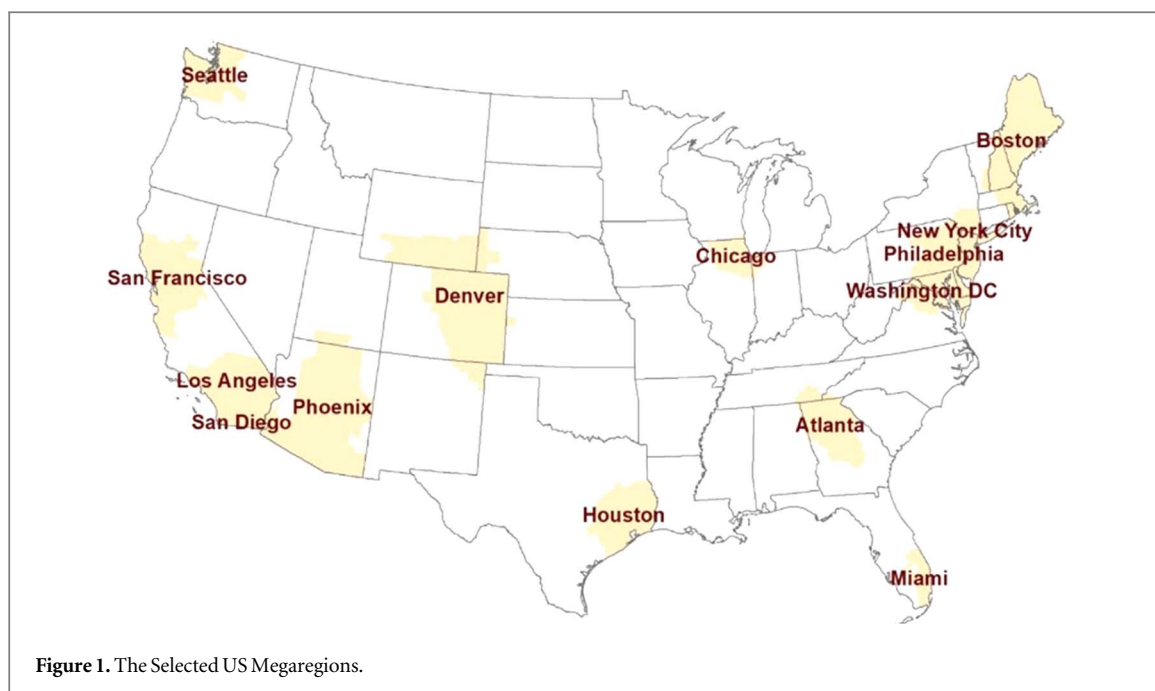 Seattle
Boston
New York City
Chicago
Philadelphia
San Francisco
Denver
Washington DC
Los Angeles
Phoenix
San Diego
Atlanta
Houston
Miami
Figure 1. The Selected US Megaregions.